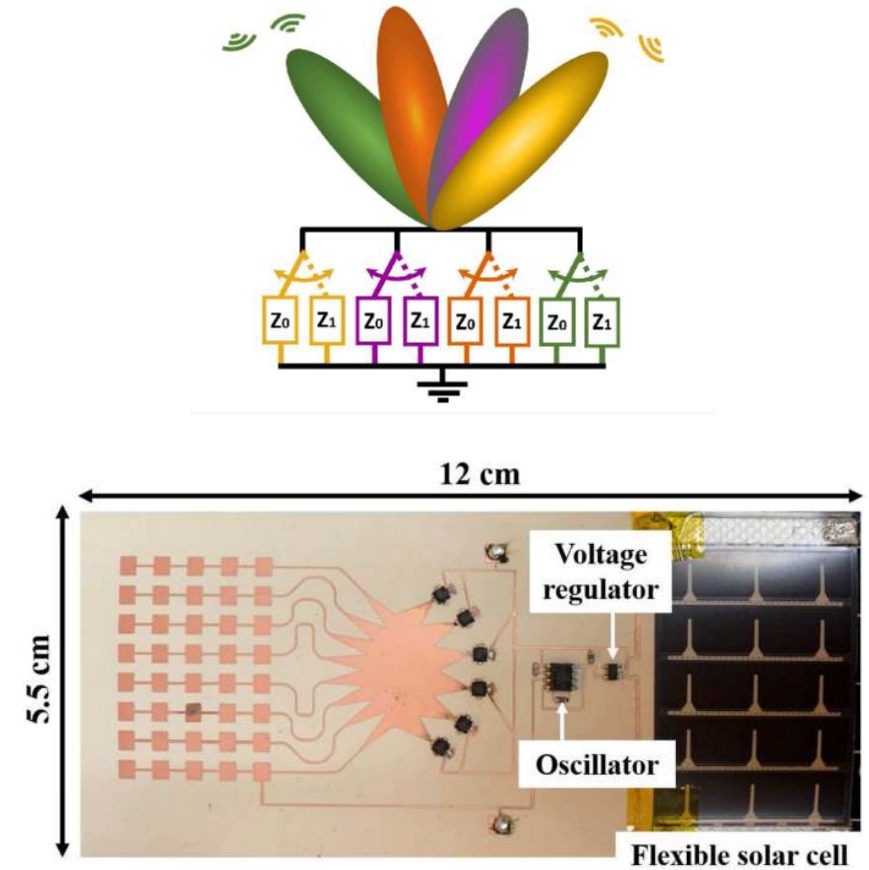 Z0 Z1 Z0 Z1 Z0 Z1 Z0 Z1
12 cm
5.5 cm
Voltage
regulator
Oscillator
Flexible solar cell